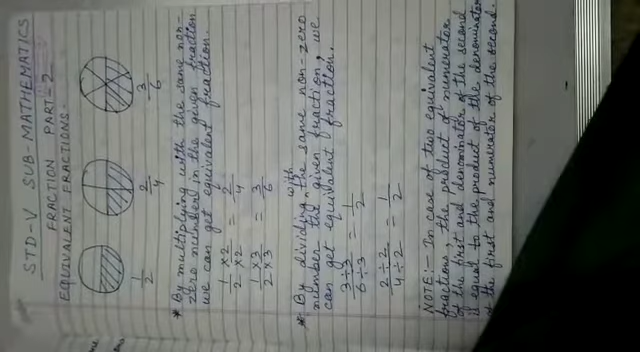 STD-V SUB-MATHEMATICS
FRACTION PART-2
EQUIVALENT FRACTIONS.
1/2 2/4 3/6
* By multiplying with the same non-
zero number in the given fraction
we can get equivalent fraction.
1/2 × 2/2 = 2/4
1×3/2×3 = 3/6
* By dividing with the same non-zero
number the given fraction, we
can get equivalent fraction.
3÷3/6÷3 = 1/2
2÷2/4÷2 = 1/2
NOTE:- In case of two equivalent
fractions, the product of numerator
of the first and denominator of the second
is equal to the product of the denominator
of the first and numerator of the second.